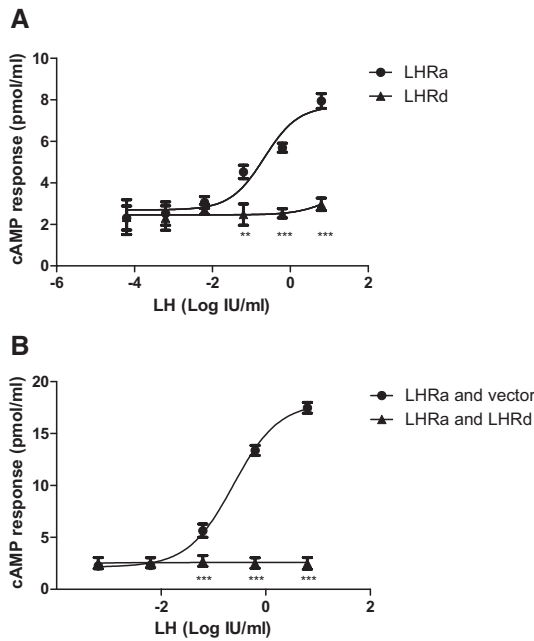 A
cAMP response (pmol/ml)
10
8
6
4
2
0
-6
-4
-2
0
2
LH (Log IU/ml)
LHRa
LHRd
**
***
***
B
cAMP response (pmol/ml)
20
15
10
5
0
-2
0
2
LH (Log IU/ml)
LHRa and vector
LHRa and LHRd
***
***
***